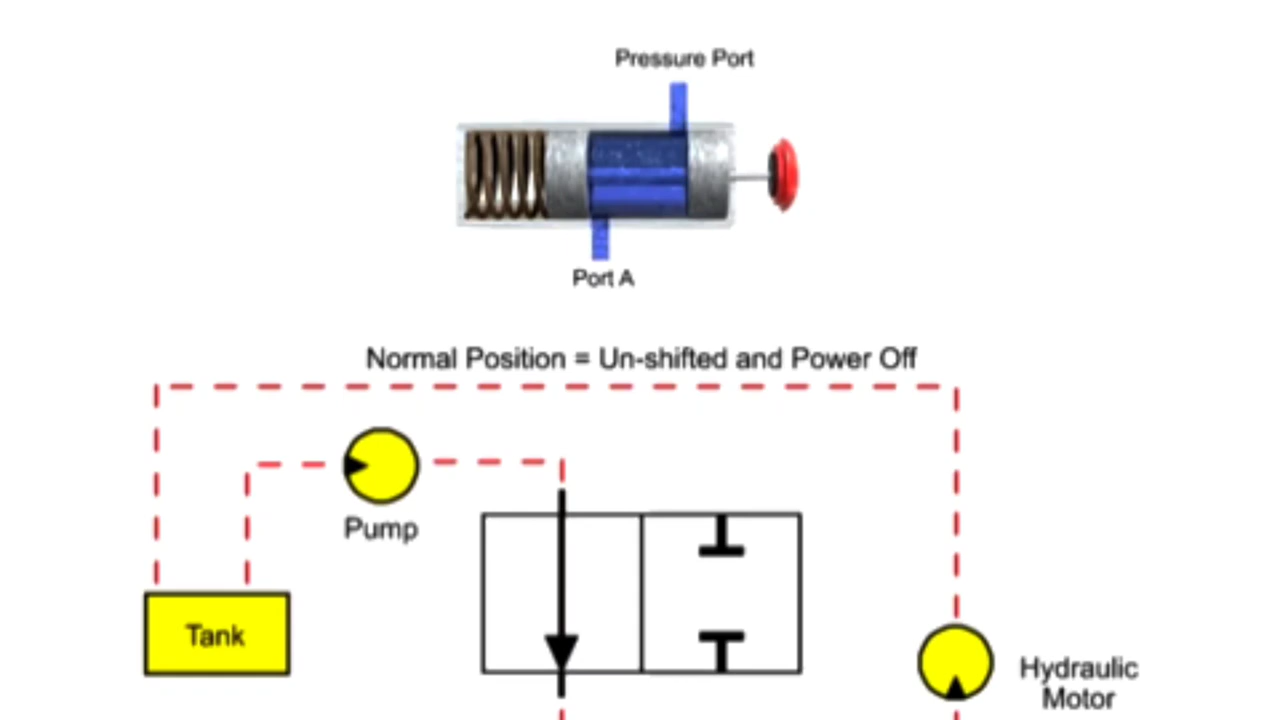 Pressure Port
Port A
Normal Position = Un-shifted and Power Off
Pump
Tank
Hydraulic
Motor